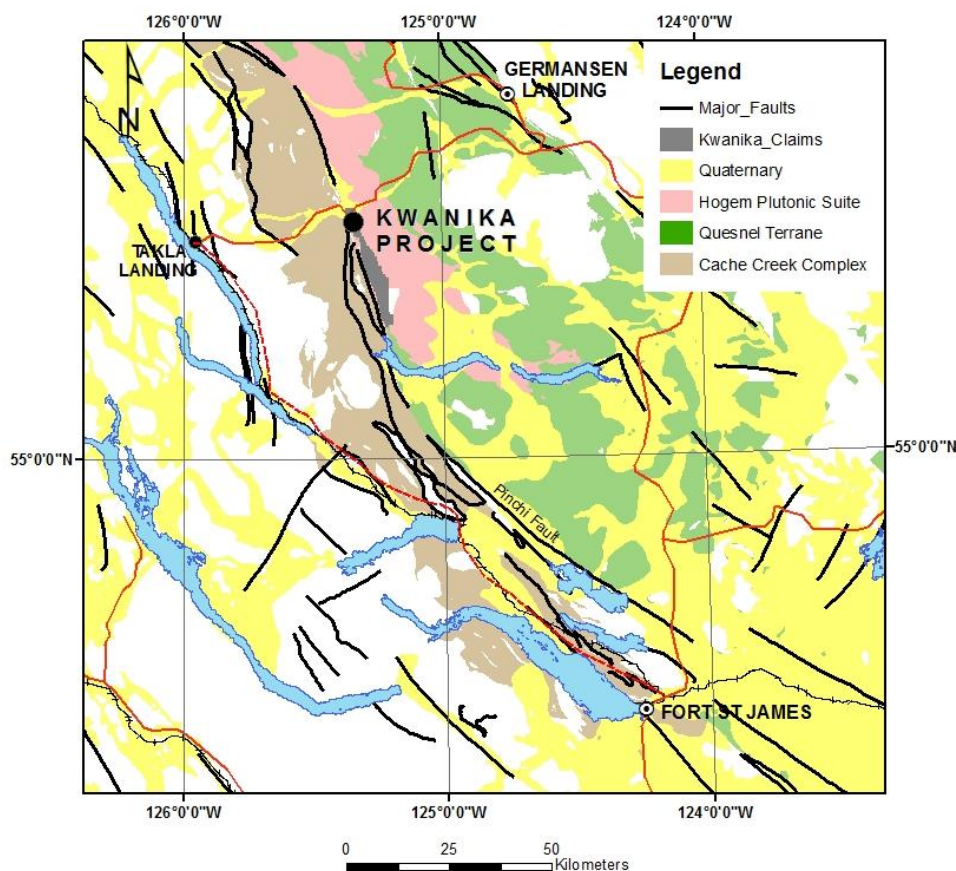 126°0'0"W
125°0'0"W
124°0'0"W
GERMANSEN
LANDING
Legend
Major_Faults
Kwanika_Claims
Quaternary
Hogem Plutonic Suite
Quesnel Terrane
Cache Creek Complex
N
KWANIKA
PROJECT
TAKLA
LANDING
55°0'0"N
55°0'0"N
Pinchi Fault
FORT ST JAMES
126°0'0"W
125°0'0"W
124°0'0"W
0
25
50
Kilometers